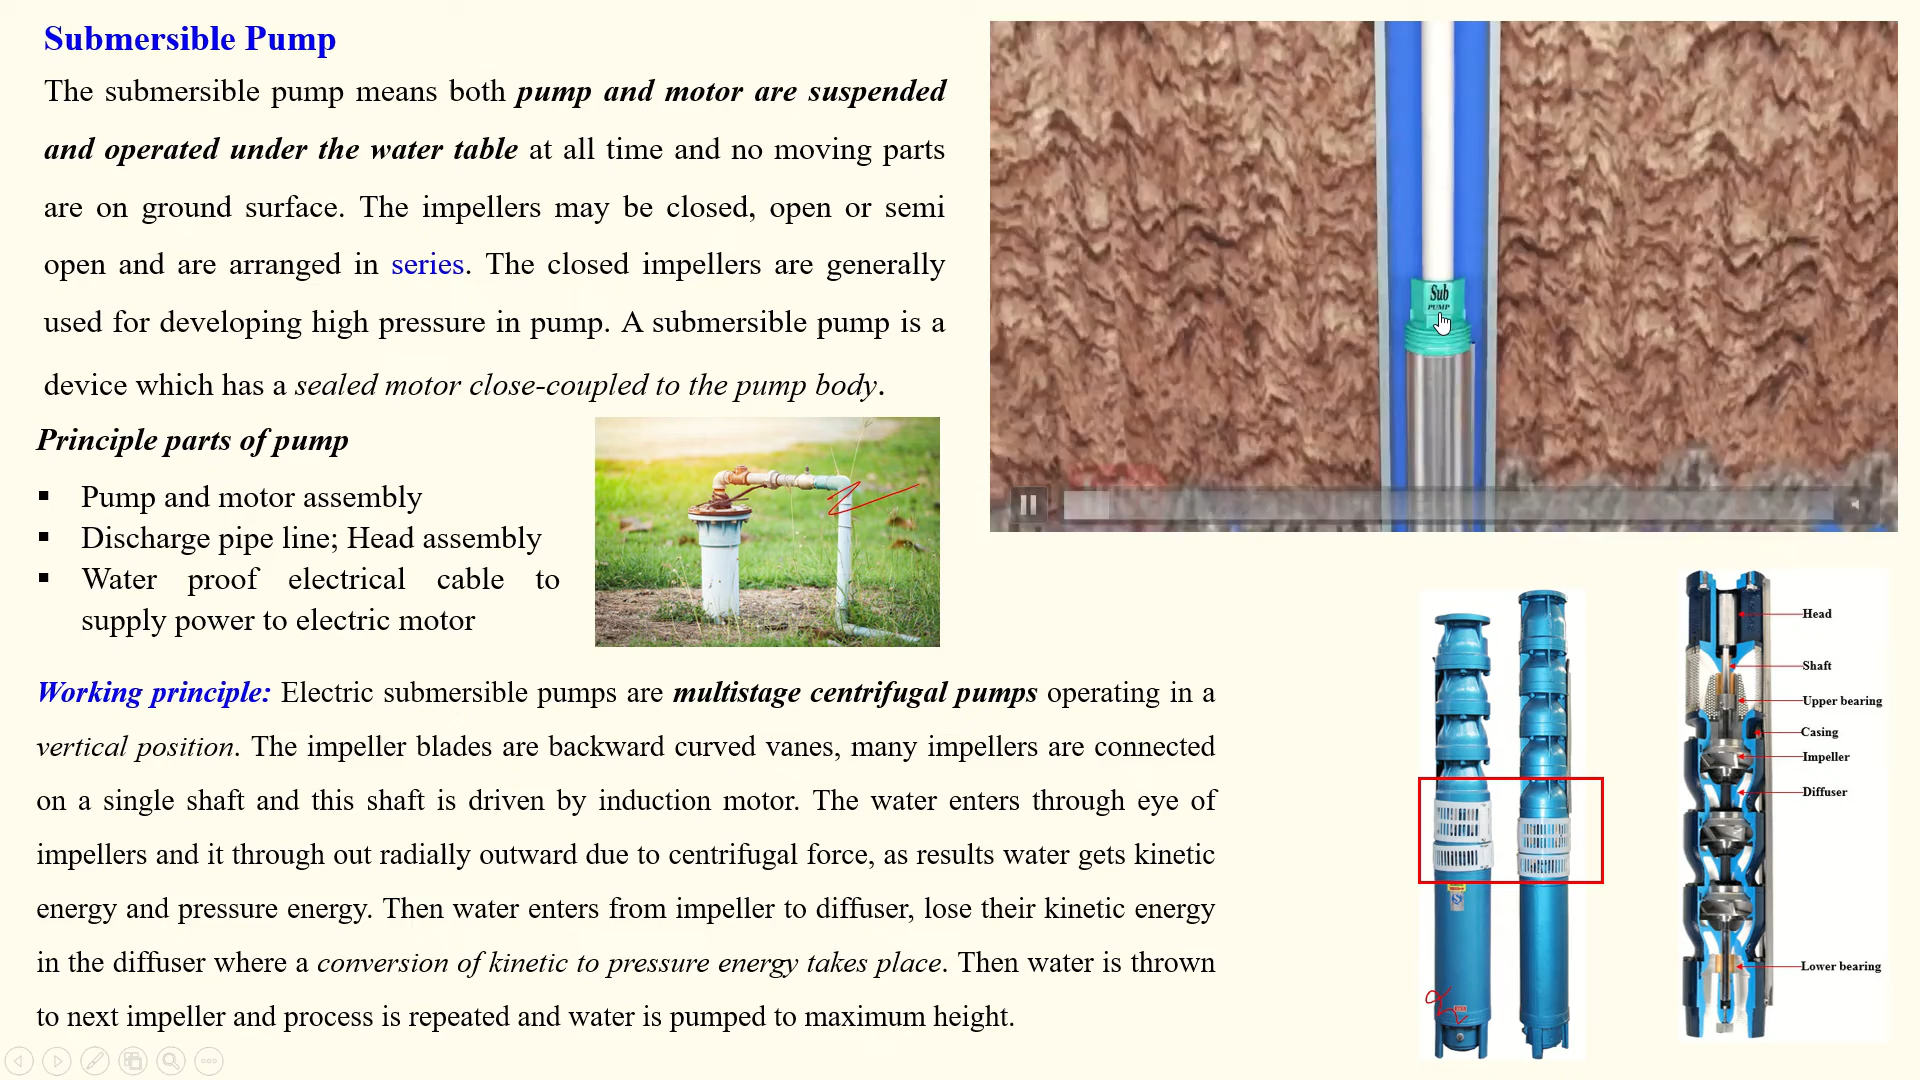 Submersible Pump
The submersible pump means both pump and motor are suspended
and operated under the water table at all time and no moving parts
are on ground surface. The impellers may be closed, open or semi
open and are arranged in series. The closed impellers are generally
used for developing high pressure in pump. A submersible pump is a
device which has a sealed motor close-coupled to the pump body.
Sub
PUMP
Principle parts of pump
▪ Pump and motor assembly
▪ Discharge pipe line; Head assembly
▪ Water proof electrical cable to
supply power to electric motor
Working principle: Electric submersible pumps are multistage centrifugal pumps operating in a
vertical position. The impeller blades are backward curved vanes, many impellers are connected
on a single shaft and this shaft is driven by induction motor. The water enters through eye of
impellers and it through out radially outward due to centrifugal force, as results water gets kinetic
energy and pressure energy. Then water enters from impeller to diffuser, lose their kinetic energy
in the diffuser where a conversion of kinetic to pressure energy takes place. Then water is thrown
to next impeller and process is repeated and water is pumped to maximum height.
Head
Shaft
Upper bearing
Casing
Impeller
Diffuser
Lower bearing